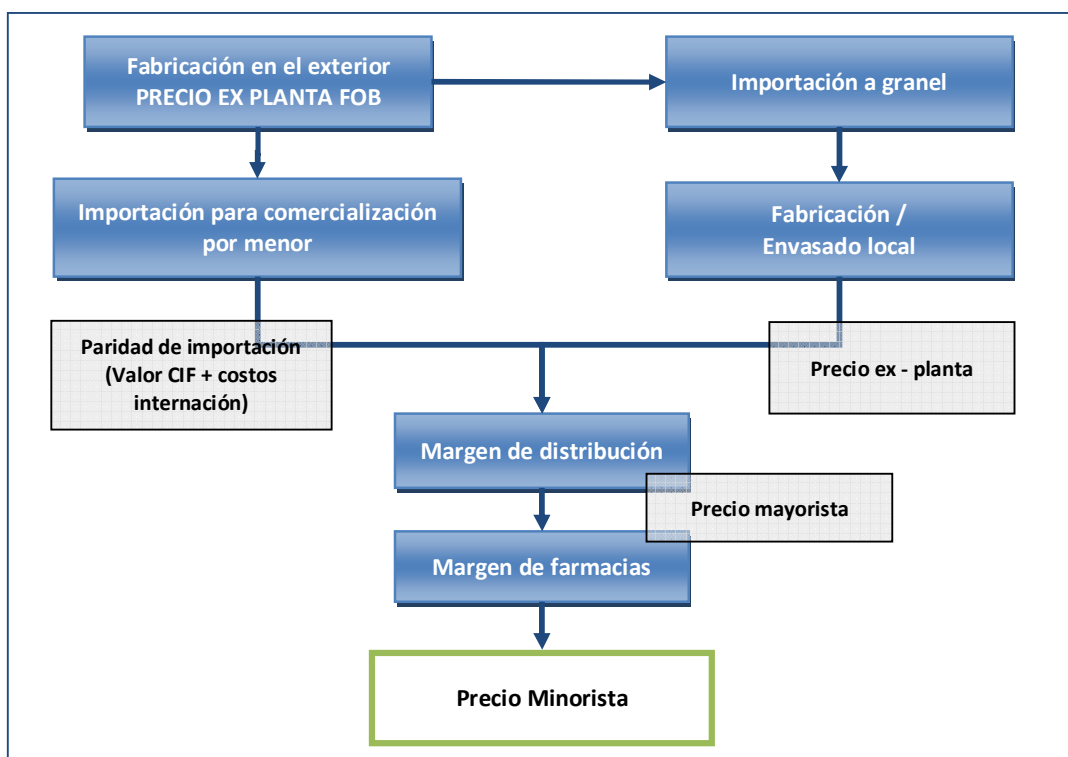 Fabricación en el exterior
PRECIO EX PLANTA FOB
Importación a granel
Importación para comercialización
por menor
Fabricación /
Envasado local
Paridad de importación
(Valor CIF + costos
internación)
Precio ex - planta
Margen de distribución
Precio mayorista
Margen de farmacias
Precio Minorista